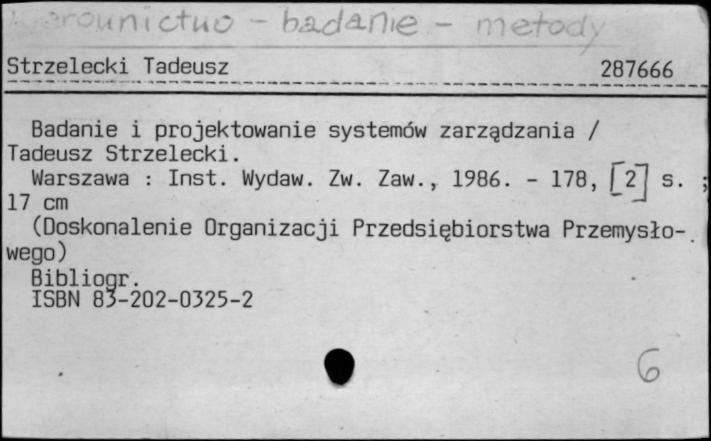 kierownictwo - badanie - metody
Strzelecki Tadeusz 287666
Badanie i projektowanie systemów zarządzania /
Tadeusz Strzelecki.
Warszawa : Inst. Wydaw. Zw. Zaw., 1986. - 178, [2] s. ;
17 cm
(Doskonalenie Organizacji Przedsiębiorstwa Przemysło-
wego)
Bibliogr.
ISBN 83-202-0325-2
6